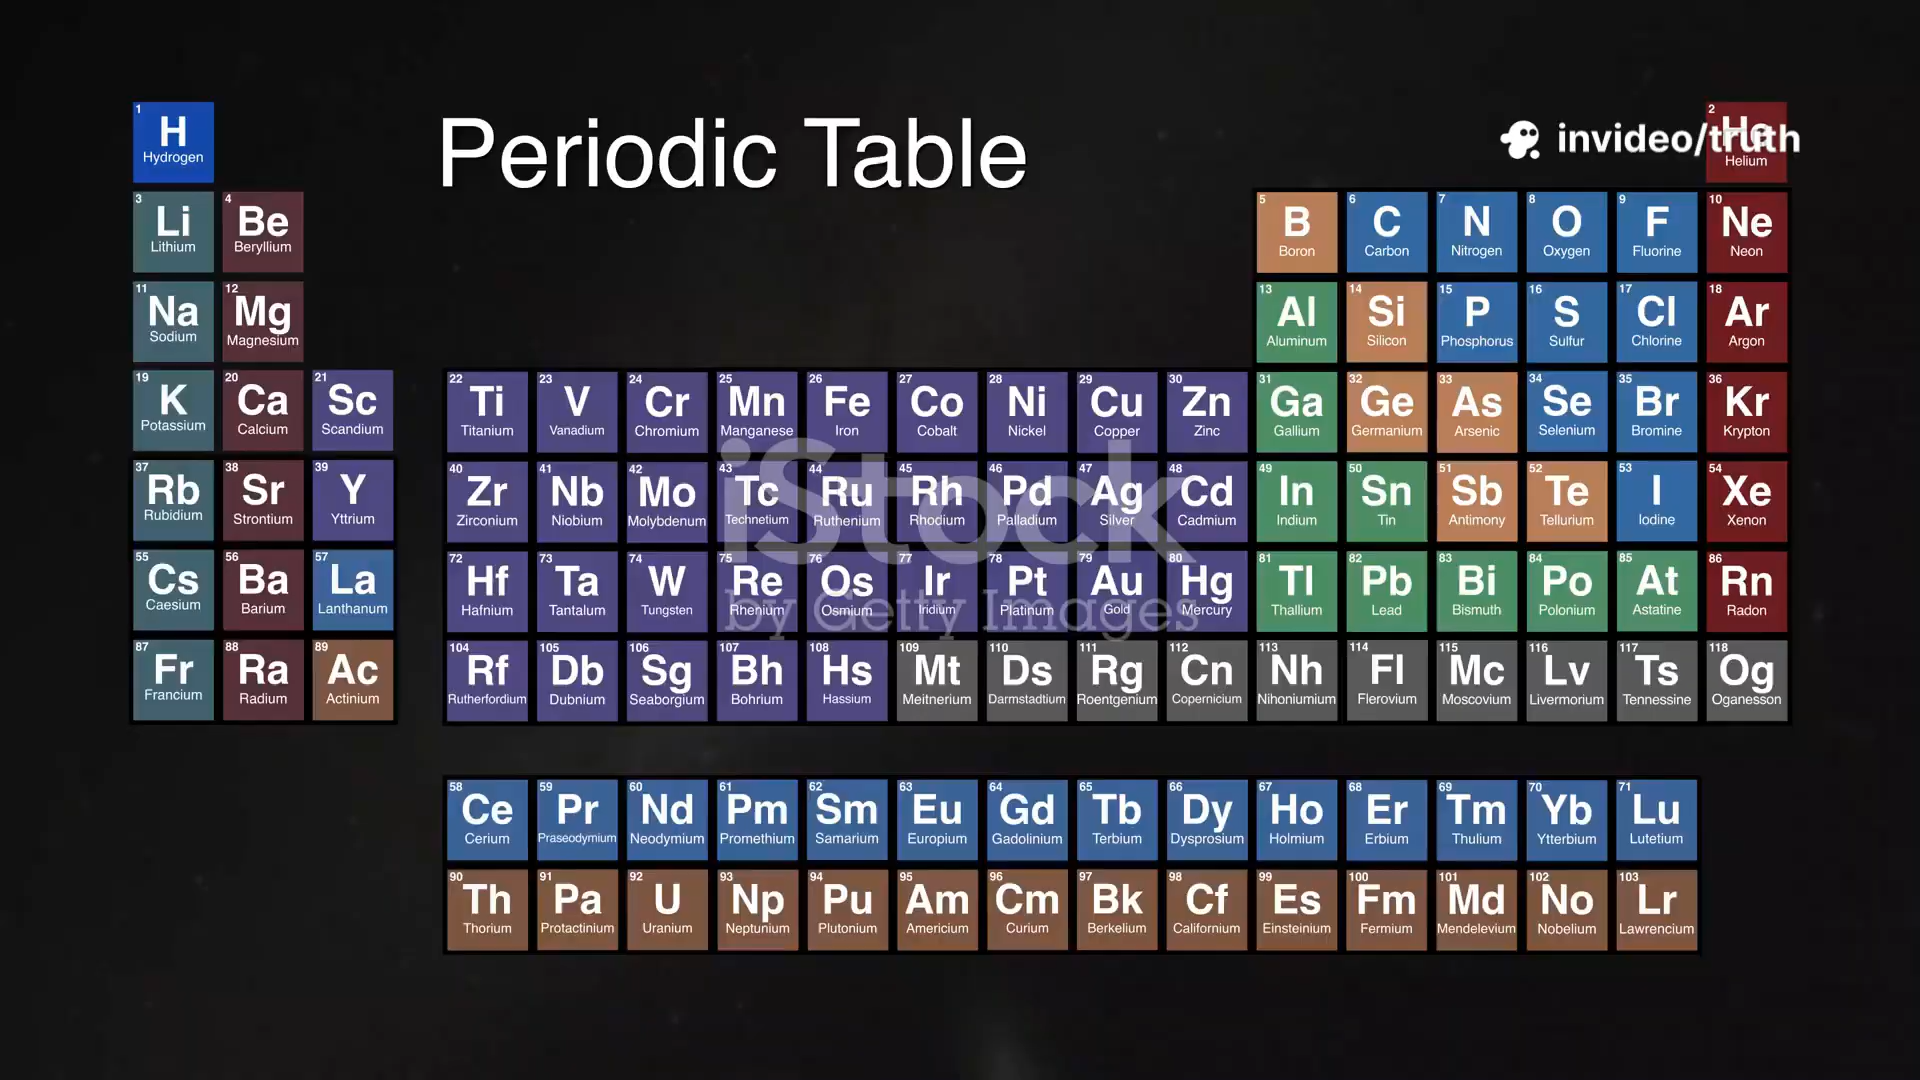 Periodic Table
invideo/truth
1
H
Hydrogen
2
He
Helium
3
Li
Lithium
4
Be
Beryllium
5
B
Boron
6
C
Carbon
7
N
Nitrogen
8
O
Oxygen
9
F
Fluorine
10
Ne
Neon
11
Na
Sodium
12
Mg
Magnesium
13
Al
Aluminum
14
Si
Silicon
15
P
Phosphorus
16
S
Sulfur
17
Cl
Chlorine
18
Ar
Argon
19
K
Potassium
20
Ca
Calcium
21
Sc
Scandium
22
Ti
Titanium
23
V
Vanadium
24
Cr
Chromium
25
Mn
Manganese
26
Fe
Iron
27
Co
Cobalt
28
Ni
Nickel
29
Cu
Copper
30
Zn
Zinc
31
Ga
Gallium
32
Ge
Germanium
33
As
Arsenic
34
Se
Selenium
35
Br
Bromine
36
Kr
Krypton
37
Rb
Rubidium
38
Sr
Strontium
39
Y
Yttrium
40
Zr
Zirconium
41
Nb
Niobium
42
Mo
Molybdenum
43
Tc
Technetium
44
Ru
Ruthenium
45
Rh
Rhodium
46
Pd
Palladium
47
Ag
Silver
48
Cd
Cadmium
49
In
Indium
50
Sn
Tin
51
Sb
Antimony
52
Te
Tellurium
53
I
Iodine
54
Xe
Xenon
iStock
by Getty Images
55
Cs
Caesium
56
Ba
Barium
57
La
Lanthanum
72
Hf
Hafnium
73
Ta
Tantalum
74
W
Tungsten
75
Re
Rhenium
76
Os
Osmium
77
Ir
Iridium
78
Pt
Platinum
79
Au
Gold
80
Hg
Mercury
81
Tl
Thallium
82
Pb
Lead
83
Bi
Bismuth
84
Po
Polonium
85
At
Astatine
86
Rn
Radon
87
Fr
Francium
88
Ra
Radium
89
Ac
Actinium
104
Rf
Rutherfordium
105
Db
Dubnium
106
Sg
Seaborgium
107
Bh
Bohrium
108
Hs
Hassium
109
Mt
Meitnerium
110
Ds
Darmstadtium
111
Rg
Roentgenium
112
Cn
Copernicium
113
Nh
Nihoniumium
114
Fl
Flerovium
115
Mc
Moscovium
116
Lv
Livermorium
117
Ts
Tennessine
118
Og
Oganesson
58
Ce
Cerium
59
Pr
Praseodymium
60
Nd
Neodymium
61
Pm
Promethium
62
Sm
Samarium
63
Eu
Europium
64
Gd
Gadolinium
65
Tb
Terbium
66
Dy
Dysprosium
67
Ho
Holmium
68
Er
Erbium
69
Tm
Thulium
70
Yb
Ytterbium
71
Lu
Lutetium
90
Th
Thorium
91
Pa
Protactinium
92
U
Uranium
93
Np
Neptunium
94
Pu
Plutonium
95
Am
Americium
96
Cm
Curium
97
Bk
Berkelium
98
Cf
Californium
99
Es
Einsteinium
100
Fm
Fermium
101
Md
Mendelevium
102
No
Nobelium
103
Lr
Lawrencium